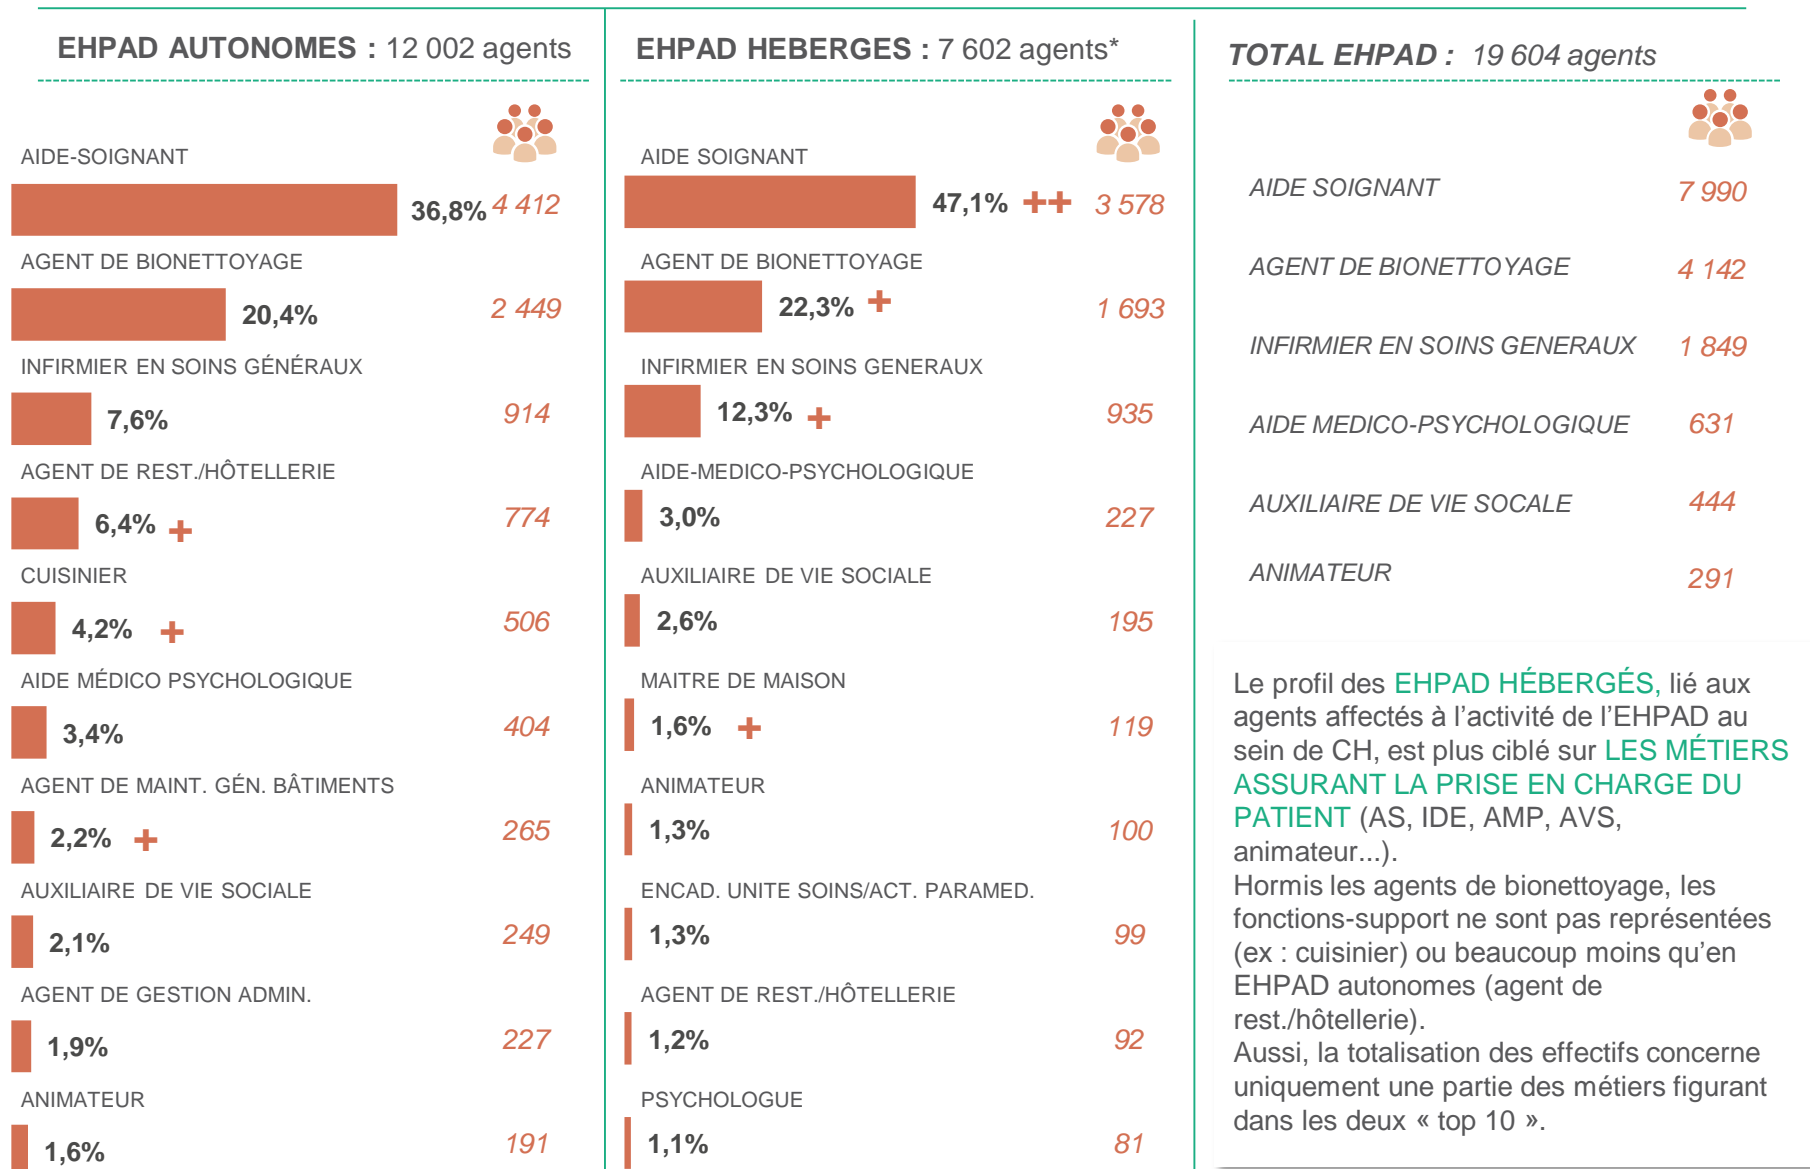 EHPAD AUTONOMES : 12 002 agents
AIDE-SOIGNANT
36,8% 4 412
AGENT DE BIONETTOYAGE
20,4% 2 449
INFIRMIER EN SOINS GÉNÉRAUX
7,6% 914
AGENT DE REST./HÔTELLERIE
6,4% + 774
CUISINIER
4,2% + 506
AIDE MÉDICO PSYCHOLOGIQUE
3,4% 404
AGENT DE MAINT. GÉN. BÂTIMENTS
2,2% + 265
AUXILIAIRE DE VIE SOCIALE
2,1% 249
AGENT DE GESTION ADMIN.
1,9% 227
ANIMATEUR
1,6% 191
EHPAD HEBERGES : 7 602 agents*
AIDE SOIGNANT
47,1% ++ 3 578
AGENT DE BIONETTOYAGE
22,3% + 1 693
INFIRMIER EN SOINS GENERAUX
12,3% + 935
AIDE-MEDICO-PSYCHOLOGIQUE
3,0% 227
AUXILIAIRE DE VIE SOCIALE
2,6% 195
MAITRE DE MAISON
1,6% + 119
ANIMATEUR
1,3% 100
ENCAD. UNITE SOINS/ACT. PARAMED.
1,3% 99
AGENT DE REST./HÔTELLERIE
1,2% 92
PSYCHOLOGUE
1,1% 81
TOTAL EHPAD : 19 604 agents
AIDE SOIGNANT 7 990
AGENT DE BIONETTOYAGE 4 142
INFIRMIER EN SOINS GENERAUX 1 849
AIDE MEDICO-PSYCHOLOGIQUE 631
AUXILIAIRE DE VIE SOCALE 444
ANIMATEUR 291
Le profil des EHPAD HÉBERGÉS, lié aux
agents affectés à l’activité de l’EHPAD au
sein de CH, est plus ciblé sur LES MÉTIERS
ASSURANT LA PRISE EN CHARGE DU
PATIENT (AS, IDE, AMP, AVS,
animateur...).
Hormis les agents de bionettoyage, les
fonctions-support ne sont pas représentées
(ex : cuisinier) ou beaucoup moins qu’en
EHPAD autonomes (agent de
rest./hôtellerie).
Aussi, la totalisation des effectifs concerne
uniquement une partie des métiers figurant
dans les deux « top 10 ».